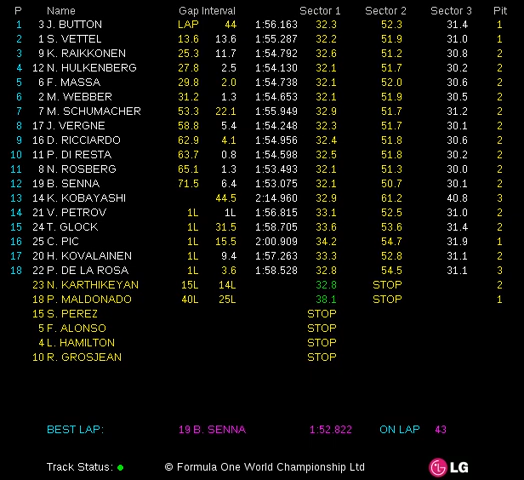 P Name Gap Interval Sector 1 Sector 2 Sector 3 Pit
1 3 J. BUTTON LAP 44 1:56.163 32.3 52.3 31.4 1
2 1 S. VETTEL 13.6 13.6 1:55.287 32.2 51.9 31.0 1
3 9 K. RAIKKONEN 25.3 11.7 1:54.792 32.6 51.2 30.8 2
4 12 N. HULKENBERG 27.8 2.5 1:54.130 32.1 51.7 30.2 2
5 6 F. MASSA 29.8 2.0 1:54.738 32.1 52.0 30.6 2
6 2 M. WEBBER 31.2 1.3 1:54.653 32.1 51.9 30.5 2
7 7 M. SCHUMACHER 53.3 22.1 1:55.949 32.9 51.7 31.2 2
8 17 J. VERGNE 58.8 5.4 1:54.248 32.3 51.7 30.1 2
9 16 D. RICCIARDO 62.9 4.1 1:54.956 32.4 51.8 30.6 2
10 11 P. DI RESTA 63.7 0.8 1:54.598 32.5 51.8 30.2 2
11 8 N. ROSBERG 65.1 1.3 1:53.493 32.1 51.3 30.0 2
12 19 B. SENNA 71.5 6.4 1:53.075 32.1 50.7 30.1 2
13 14 K. KOBAYASHI 44.5 2:14.960 32.9 61.2 40.8 3
14 21 V. PETROV 1L 1L 1:56.815 33.1 52.5 31.0 2
15 24 T. GLOCK 1L 31.5 1:58.705 33.6 53.6 31.4 2
16 25 C. PIC 1L 15.5 2:00.909 34.2 54.7 31.9 1
17 20 H. KOVALAINEN 1L 9.4 1:57.263 33.3 52.8 31.1 2
18 22 P. DE LA ROSA 1L 3.6 1:58.528 32.8 54.5 31.1 3
23 N. KARTHIKEYAN 15L 14L 32.8 STOP 2
18 P. MALDONADO 40L 25L 38.1 STOP 1
15 S. PEREZ STOP
5 F. ALONSO STOP
4 L. HAMILTON STOP
10 R. GROSJEAN STOP
BEST LAP: 19 B. SENNA 1:52.822 ON LAP 43
Track Status: © Formula One World Championship Ltd LG